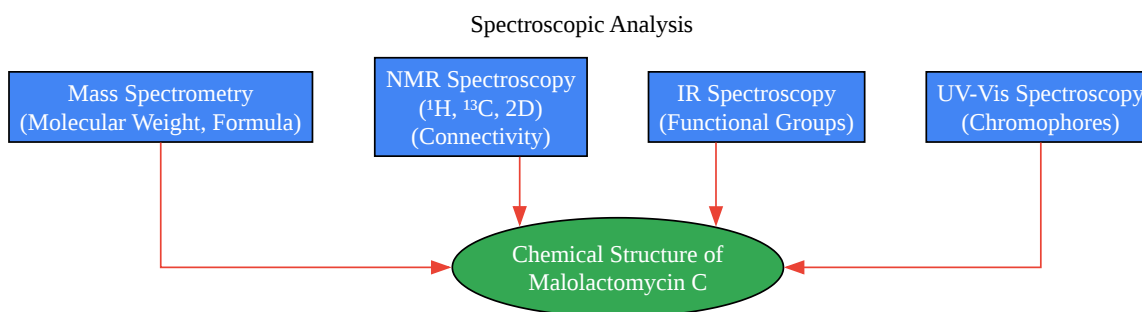 Spectroscopic Analysis
Mass Spectrometry
(Molecular Weight, Formula)
NMR Spectroscopy
(¹H, ¹³C, 2D)
(Connectivity)
IR Spectroscopy
(Functional Groups)
UV-Vis Spectroscopy
(Chromophores)
Chemical Structure of
Malolactomycin C